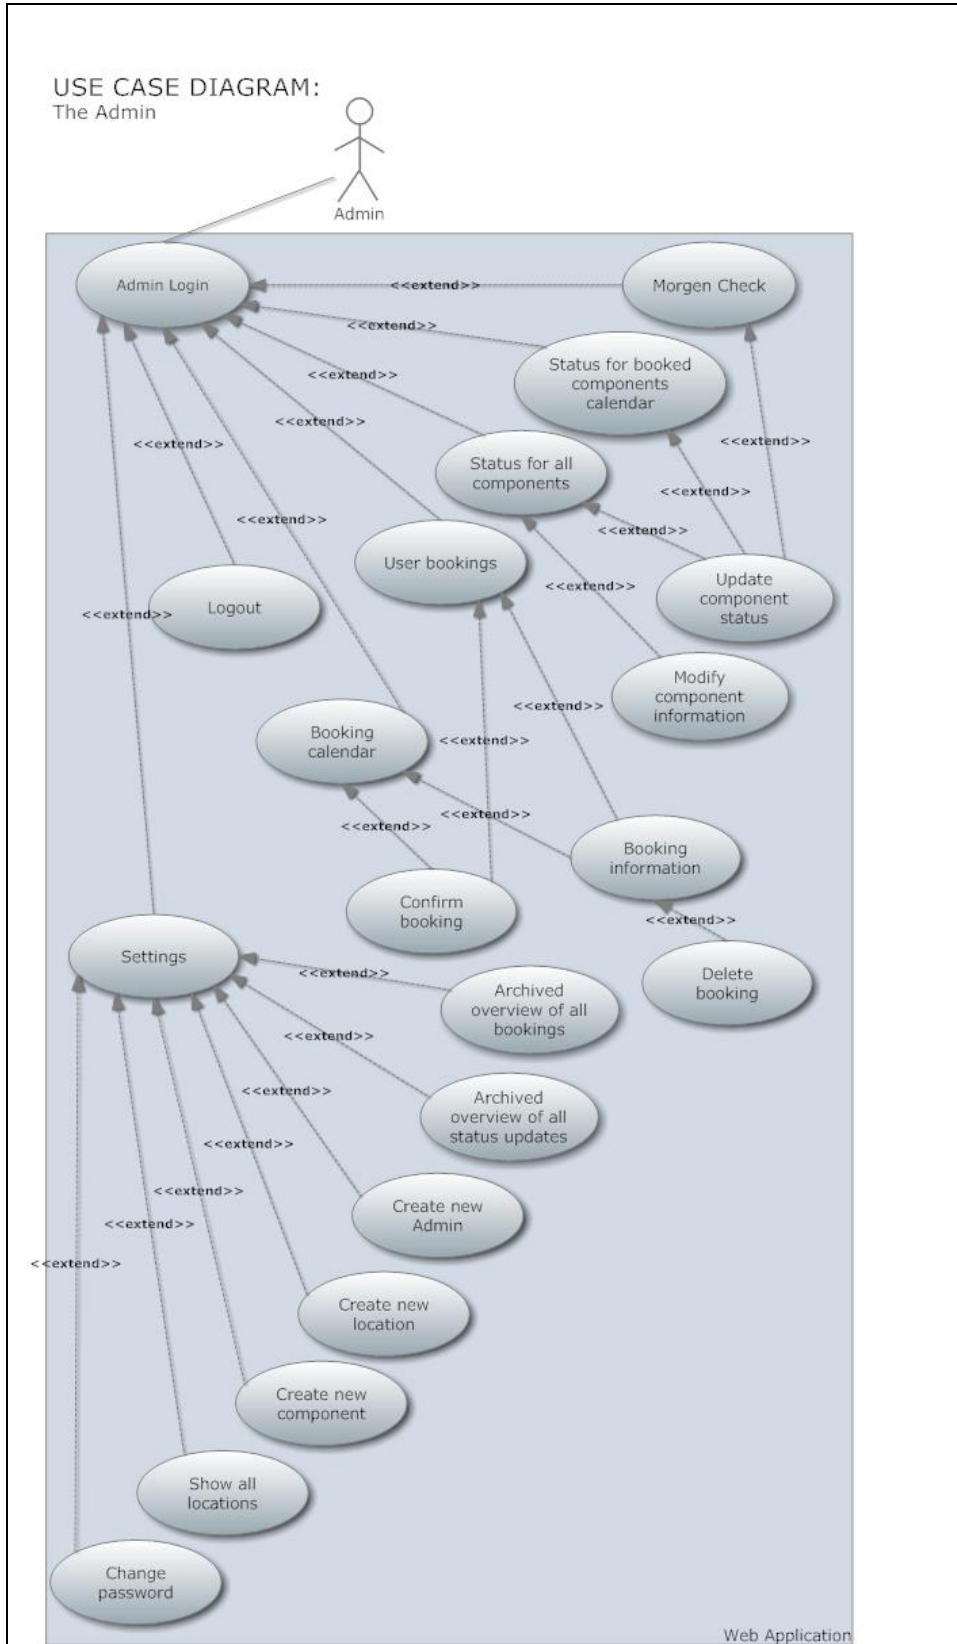 USE CASE DIAGRAM:
The Admin
Admin
Admin Login
<<extend>>
Morgen Check
<<extend>>
Status for booked
components
calendar
<<extend>>
<<extend>>
<<extend>>
<<extend>>
Status for all
components
<<extend>>
<<extend>>
<<extend>>
User bookings
<<extend>>
Update
component
status
Logout
<<extend>>
Modify
component
information
<<extend>>
Booking
calendar
<<extend>>
<<extend>>
<<extend>>
Booking
information
Confirm
booking
<<extend>>
Settings
<<extend>>
Delete
booking
Archived
overview of all
bookings
<<extend>>
<<extend>>
Archived
overview of all
status updates
<<extend>>
<<extend>>
Create new
Admin
<<extend>>
<<extend>>
Create new
location
Create new
component
Show all
locations
Change
password
Web Application